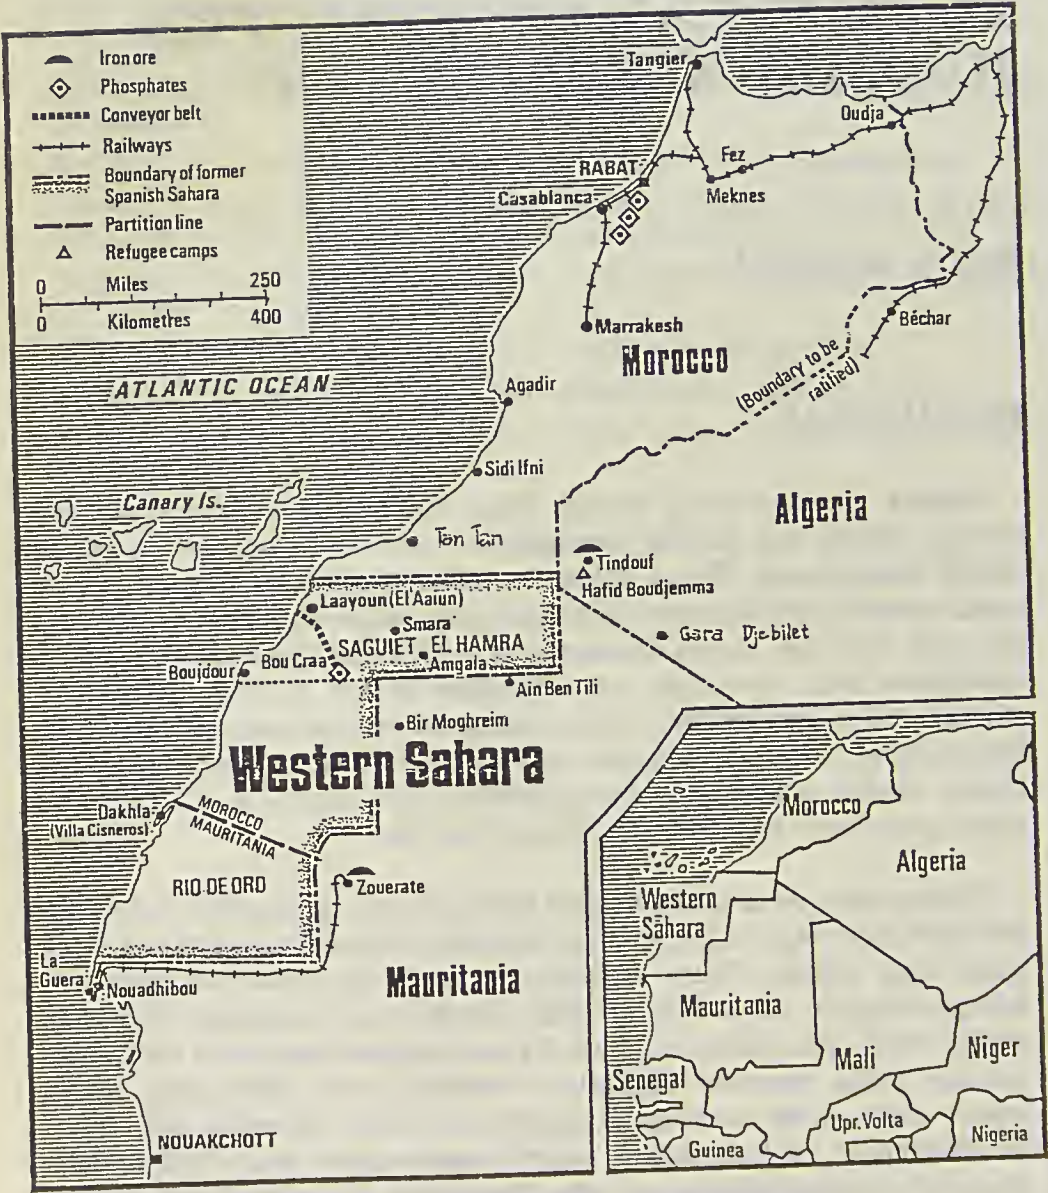 Iron ore
Phosphates
Conveyor belt
Railways
Boundary of former
Spanish Sahara
Partition line
Refugee camps
0 Miles 250
0 Kilometres 400
Tangier
Oudja
Fez
RABAT
Meknes
Casablanca
Marrakesh
Béchar
Morocco
(Boundary to be
ratified)
ATLANTIC OCEAN
Agadir
Sidi Ifni
Canary Is.
Algeria
Tan Tan
Tindouf
Hafid Boudjemma
Laayoun (El Aaiun)
Smara
Gara Djebilet
SAGUIET EL HAMRA
Bou Craa
Amgala
Boujdour
Ain Ben Tili
Bir Moghreim
Western Sahara
Dakhla
(Villa Cisneros)
MOROCCO
MAURITANIA
RIO DE ORO
Zouerate
La
Guera
Nouadhibou
Mauritania
NOUAKCHOTT
Morocco
Algeria
Western
Sahara
Mauritania
Mali
Niger
Senegal
Upr. Volta
Guinea
Nigeria